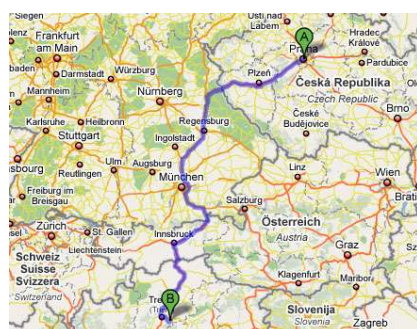 Ústí nad
Labem
Frankfurt
am Main
A
Praha
Hradec
Králové
Darmstadt
Würzburg
Plzeň
Pardubice
Mannheim
Nürnberg
Česká Republika
Czech Republic
Heilbronn
Karlsruhe
Regensburg
České
Budějovice
Brno
Stuttgart
Ingolstadt
Reutlingen
Ulm
Augsburg
Linz
München
Wien
Freiburg im
Breisgau
Salzburg
Österreich
Austria
Zürich
St. Gallen
Innsbruck
Liechtenstein
Graz
Schweiz
Suisse
Svizzera
Switzerland
Klagenfurt
Maribor
B
Slovenija
Slovenia
Zagreb